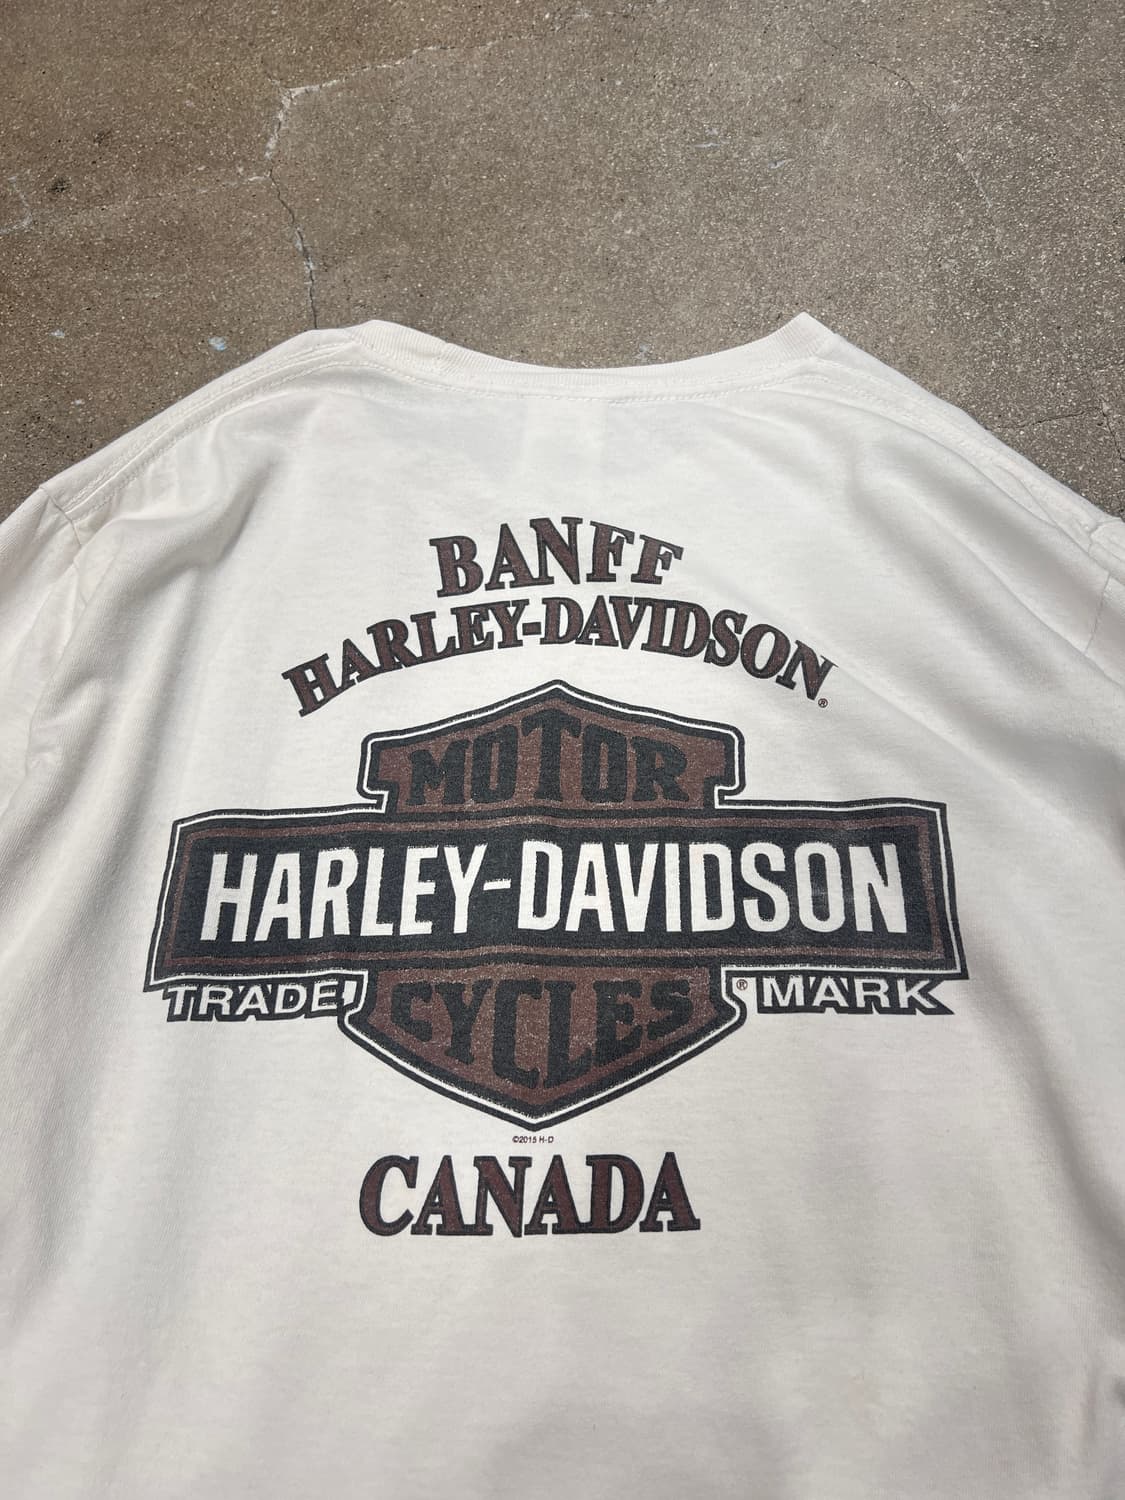 BANFF
HARLEY-DAVIDSON®
MOTOR
HARLEY-DAVIDSON
TRADE ® MARK
CYCLES
©2015 H-D
CANADA